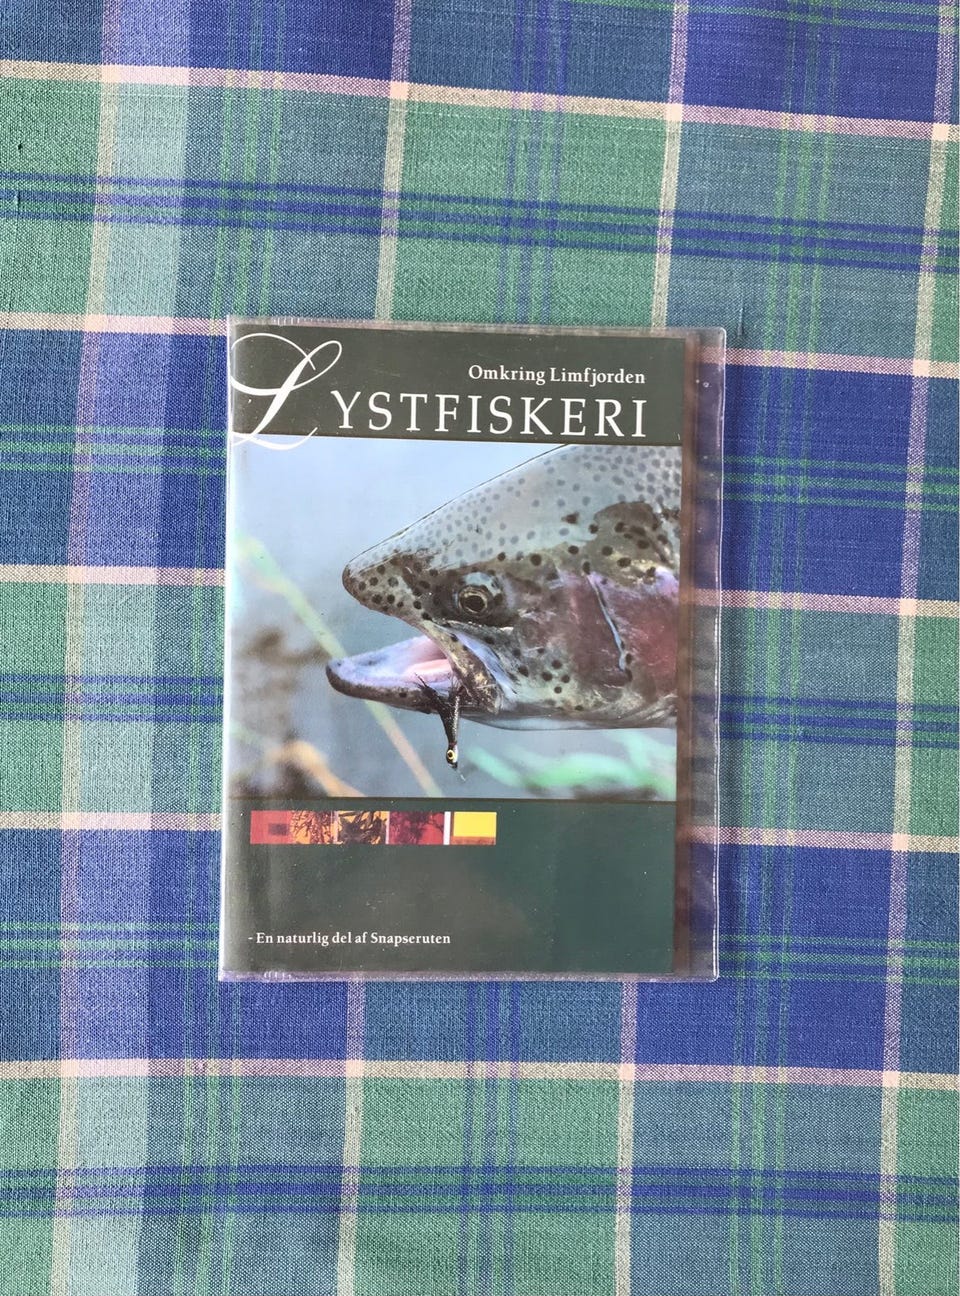 Omkring Limfjorden
LYSTFISKERI
- En naturlig del af Snapseruten